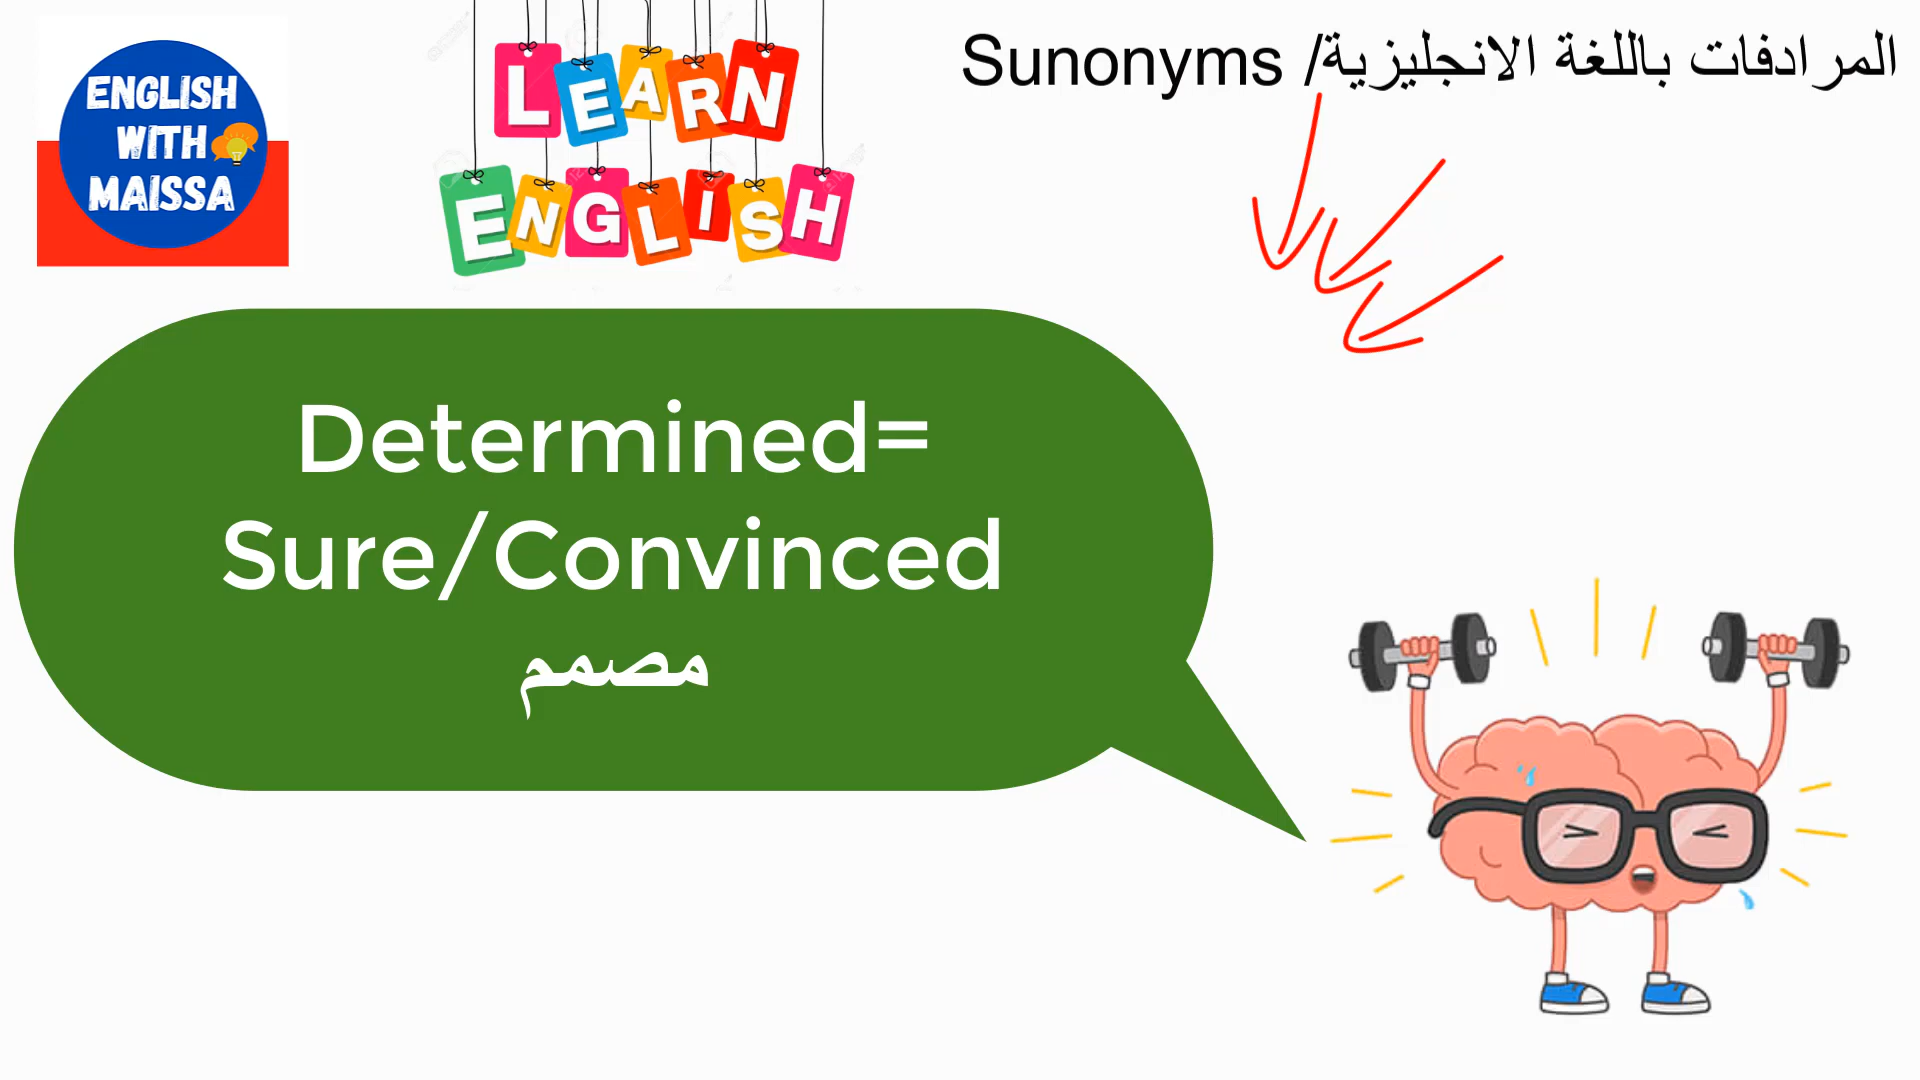 ENGLISH
WITH
MAISSA
LEARN
ENGLISH
Sunonyms /المرادفات باللغة الانجليزية
Determined=
Sure/Convinced
مصمم